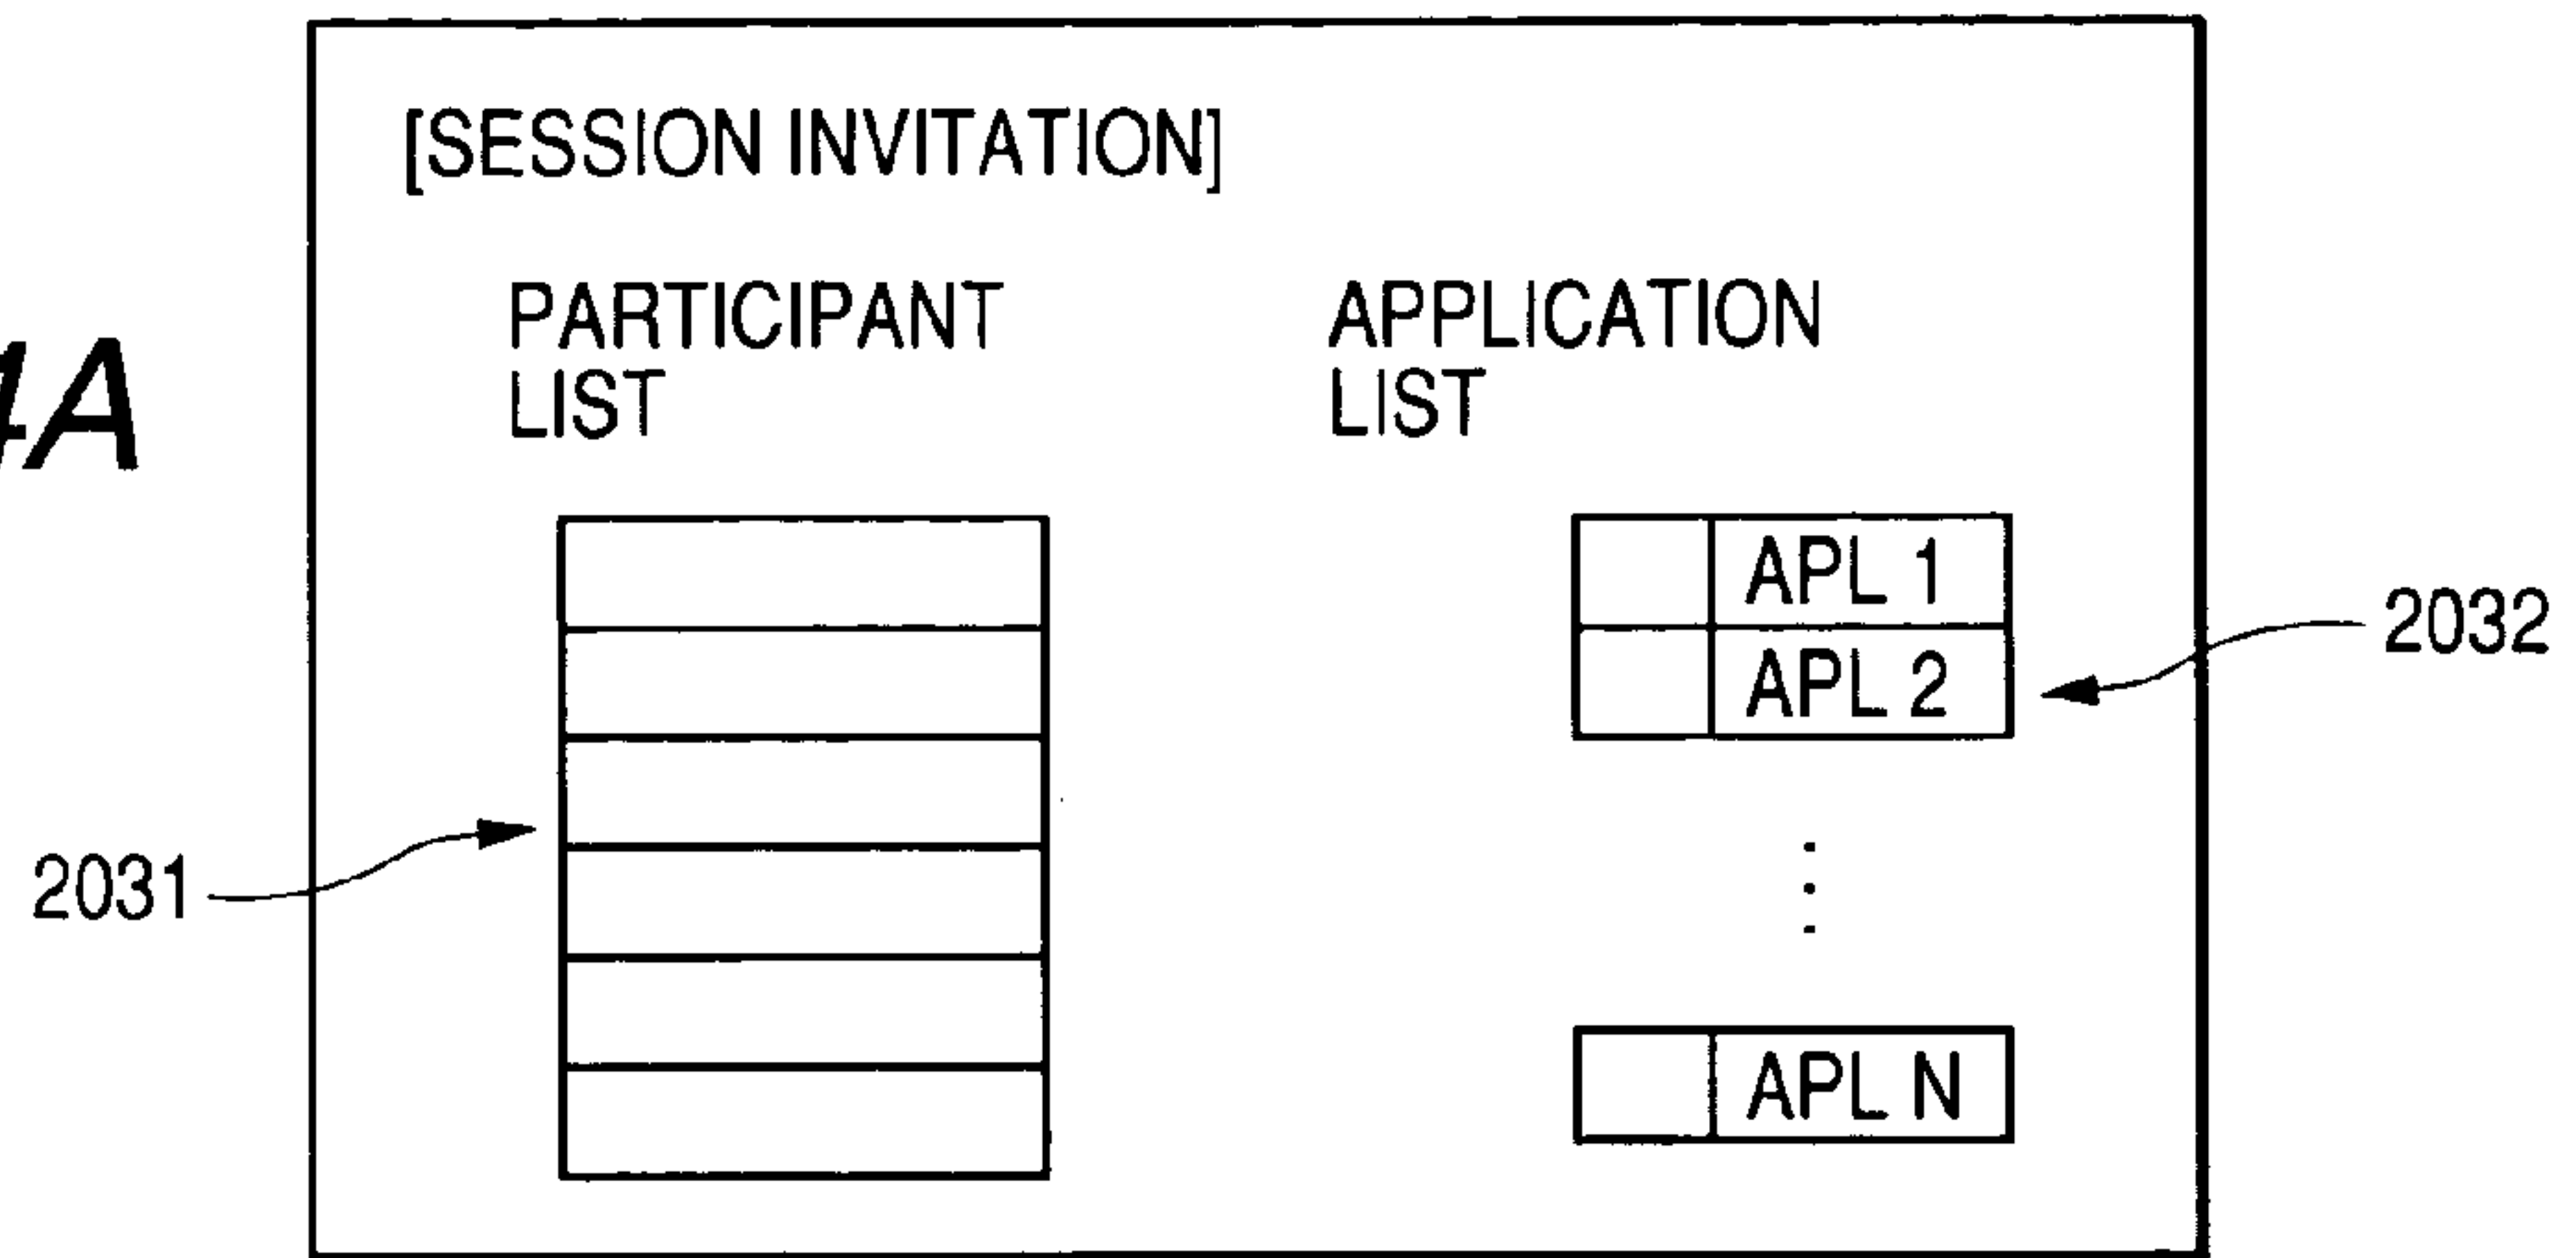 [SESSION INVITATION]
PARTICIPANT
LIST
APPLICATION
LIST
4A
APL 1
APL 2
2032
2031
APL N